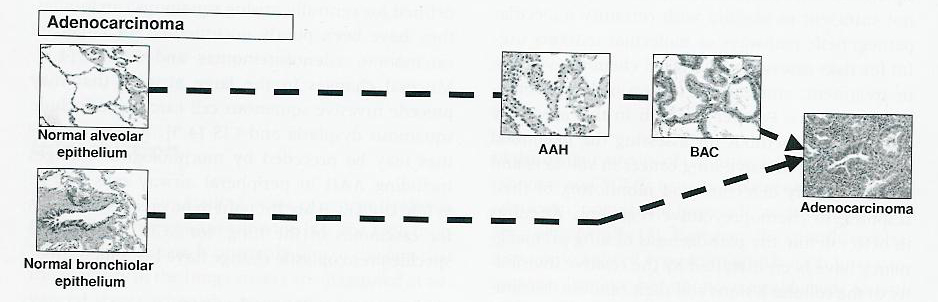 Adenocarcinoma
Normal alveolar
epithelium
AAH
BAC
Adenocarcinoma
Normal bronchiolar
epithelium